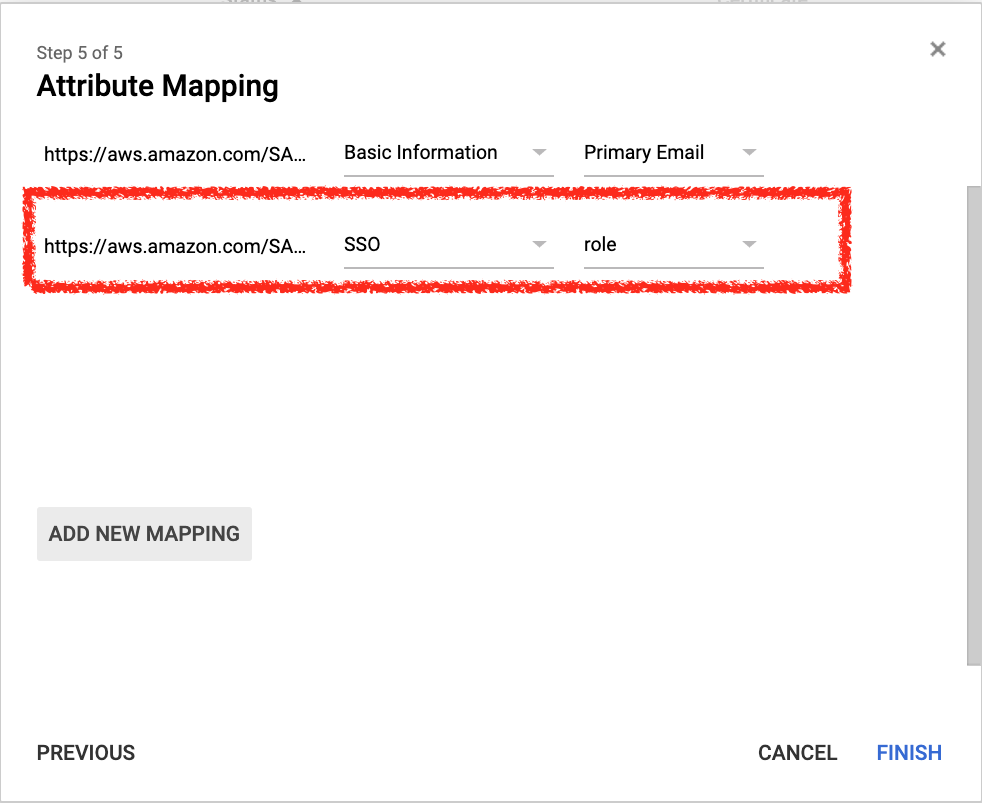 Step 5 of 5
Attribute Mapping
https://aws.amazon.com/SA... Basic Information Primary Email
https://aws.amazon.com/SA... SSO role
ADD NEW MAPPING
PREVIOUS CANCEL FINISH